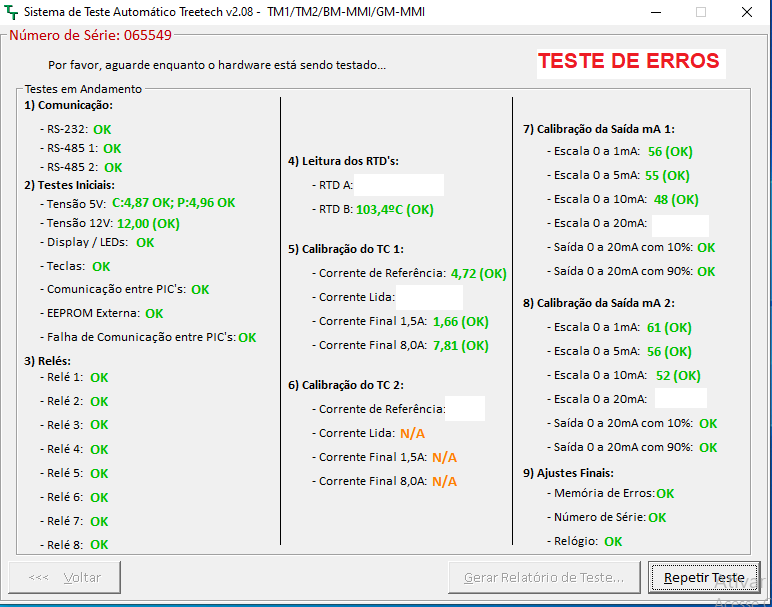 Sistema de Teste Automático Treetech v2.08 - TM1/TM2/BM-MMI/GM-MMI
Número de Série: 065549
Por favor, aguarde enquanto o hardware está sendo testado...
TESTE DE ERROS
Testes em Andamento
1) Comunicação:
- RS-232: OK
- RS-485 1: OK
- RS-485 2: OK
2) Testes Iniciais:
- Tensão 5V: C:4,87 OK; P:4,96 OK
- Tensão 12V: 12,00 (OK)
- Display / LEDs: OK
- Teclas: OK
- Comunicação entre PIC's: OK
- EEPROM Externa: OK
- Falha de Comunicação entre PIC's: OK
3) Relés:
- Relé 1: OK
- Relé 2: OK
- Relé 3: OK
- Relé 4: OK
- Relé 5: OK
- Relé 6: OK
- Relé 7: OK
- Relé 8: OK
4) Leitura dos RTD's:
- RTD A:
- RTD B: 103,4ºC (OK)
5) Calibração do TC 1:
- Corrente de Referência: 4,72 (OK)
- Corrente Lida:
- Corrente Final 1,5A: 1,66 (OK)
- Corrente Final 8,0A: 7,81 (OK)
6) Calibração do TC 2:
- Corrente de Referência:
- Corrente Lida: N/A
- Corrente Final 1,5A: N/A
- Corrente Final 8,0A: N/A
7) Calibração da Saída mA 1:
- Escala 0 a 1mA: 56 (OK)
- Escala 0 a 5mA: 55 (OK)
- Escala 0 a 10mA: 48 (OK)
- Escala 0 a 20mA:
- Saída 0 a 20mA com 10%: OK
- Saída 0 a 20mA com 90%: OK
8) Calibração da Saída mA 2:
- Escala 0 a 1mA: 61 (OK)
- Escala 0 a 5mA: 56 (OK)
- Escala 0 a 10mA: 52 (OK)
- Escala 0 a 20mA:
- Saída 0 a 20mA com 10%: OK
- Saída 0 a 20mA com 90%: OK
9) Ajustes Finais:
- Memória de Erros: OK
- Número de Série: OK
- Relógio: OK
<<< Voltar
Gerar Relatório de Teste...
Repetir Teste
Ativar
Acesse